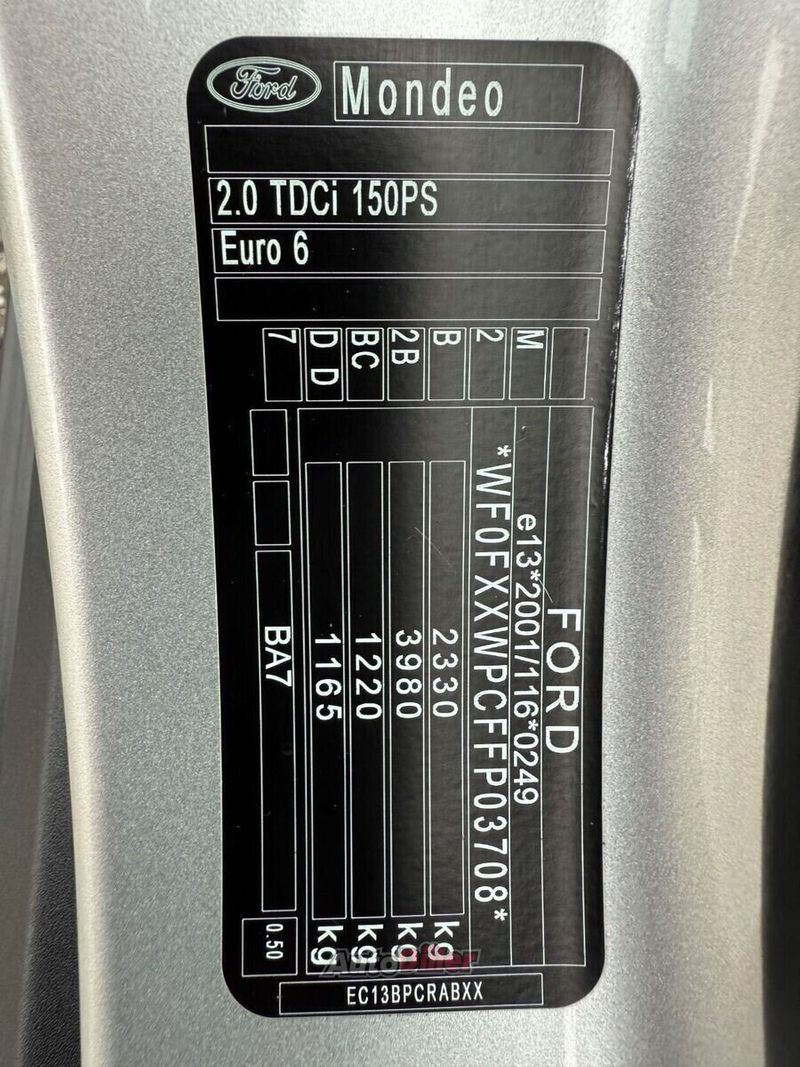 Ford
Mondeo
2.0 TDCi 150PS
Euro 6
FORD
e13*2001/116*0249
*WF0FXXWPCFFP03708*
M
2
B
2B
BC
D D
7
2330 kg
3980 kg
1220 kg
1165 kg
BA7
0.50
EC13BPCRABXX